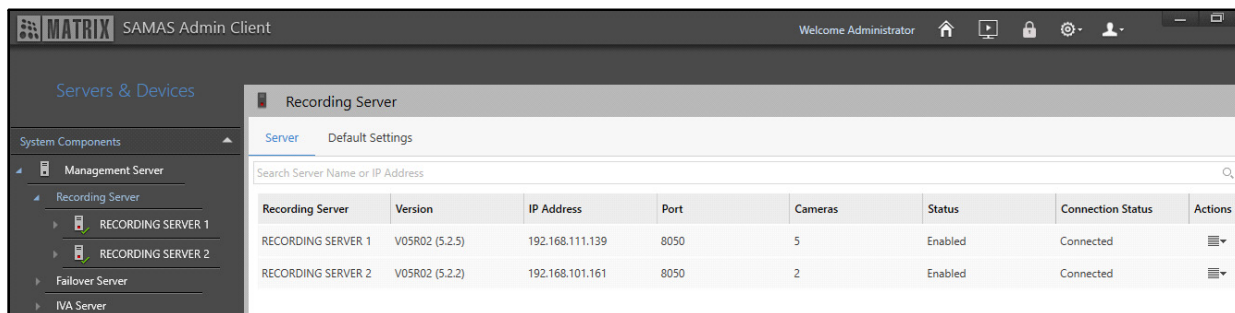 MATRIX SAMAS Admin Client Welcome Administrator
Servers & Devices
System Components
Management Server
Recording Server
RECORDING SERVER 1
RECORDING SERVER 2
Failover Server
IVA Server
Recording Server
Server Default Settings
Search Server Name or IP Address
Recording Server Version IP Address Port Cameras Status Connection Status Actions
RECORDING SERVER 1 V05R02 (5.2.5) 192.168.111.139 8050 5 Enabled Connected
RECORDING SERVER 2 V05R02 (5.2.2) 192.168.101.161 8050 2 Enabled Connected